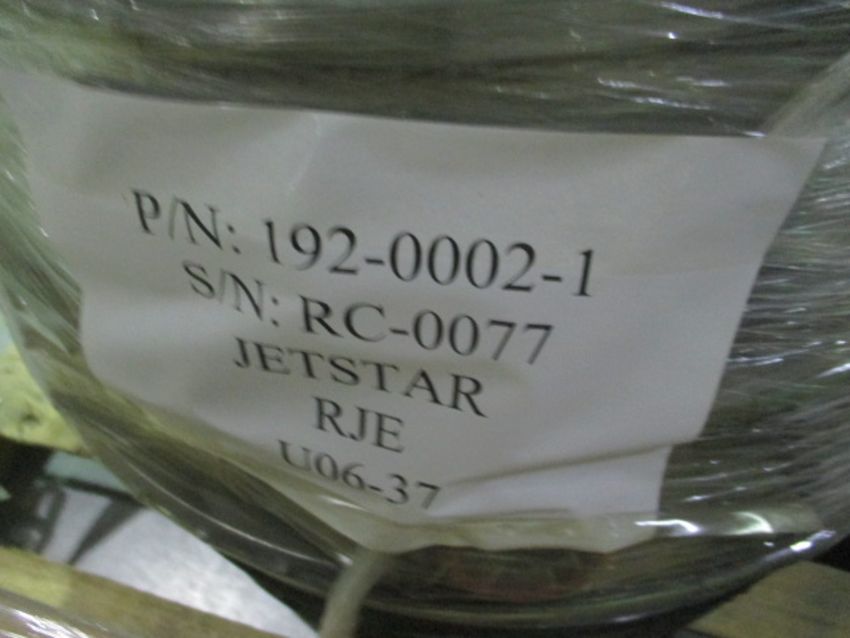 P/N: 192-0002-1
S/N: RC-0077
JETSTAR
RJE
U06-37